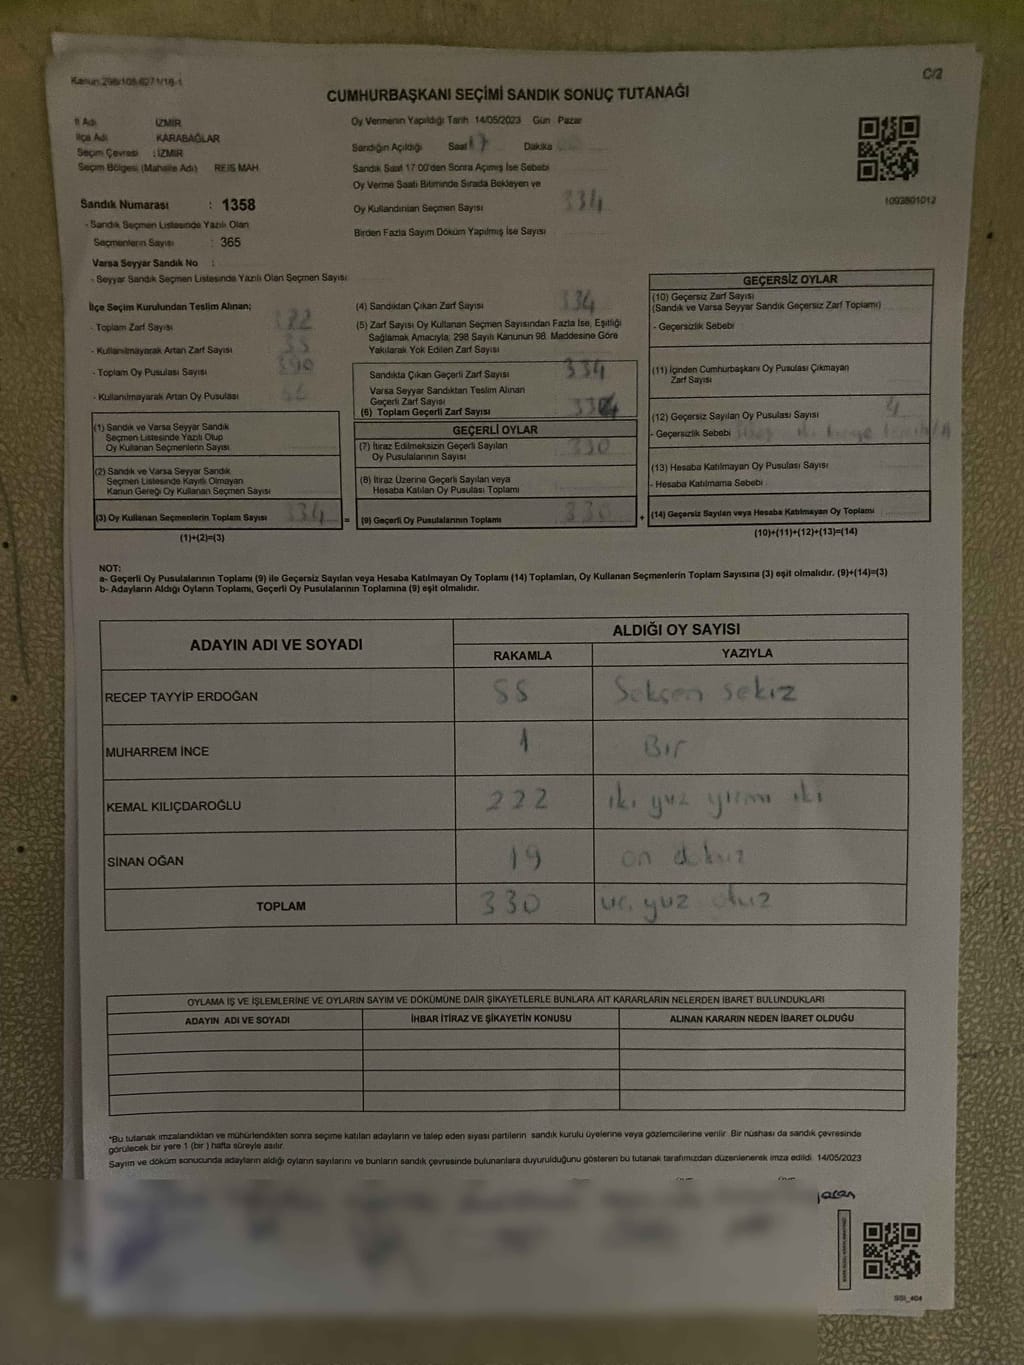 Kanun:298/105-6271/16-1
C/2
CUMHURBAŞKANI SEÇİMİ SANDIK SONUÇ TUTANAĞI
İl Adı İZMİR
İlçe Adı KARABAĞLAR
Seçim Çevresi : İZMİR
Seçim Bölgesi (Mahalle Adı) REİS MAH
Sandık Numarası : 1358
- Sandık Seçmen Listesinde Yazılı Olan
Seçmenlerin Sayısı : 365
Varsa Seyyar Sandık No :
- Seyyar Sandık Seçmen Listesinde Yazılı Olan Seçmen Sayısı:
Oy Vermenin Yapıldığı Tarih 14/05/2023 Gün : Pazar
Sandığın Açıldığı Saat 17 Dakika
Sandık Saat 17:00'den Sonra Açımış İse Sebebi
Oy Verme Saati Bitiminde Sırada Bekleyen ve
Oy Kullandırılan Seçmen Sayısı 334
Birden Fazla Sayım Döküm Yapılmış İse Sayısı
1093801012
İlçe Seçim Kurulundan Teslim Alınan;
- Toplam Zarf Sayısı
- Kullanılmayarak Artan Zarf Sayısı
- Toplam Oy Pusulası Sayısı 390
- Kullanılmayarak Artan Oy Pusulası
(1) Sandık ve Varsa Seyyar Sandık
Seçmen Listesinde Yazılı Olup
Oy Kullanan Seçmenlerin Sayısı
(2) Sandık ve Varsa Seyyar Sandık
Seçmen Listesinde Kayıtlı Olmayan
Kanun Gereği Oy Kullanan Seçmen Sayısı
(3) Oy Kullanan Seçmenlerin Toplam Sayısı 334 =
(1)+(2)=(3)
(4) Sandıktan Çıkan Zarf Sayısı 334
(5) Zarf Sayısı Oy Kullanan Seçmen Sayısından Fazla İse, Eşitliği
Sağlamak Amacıyla, 298 Sayılı Kanunun 98. Maddesine Göre
Yakılarak Yok Edilen Zarf Sayısı
Sandıkta Çıkan Geçerli Zarf Sayısı 334
Varsa Seyyar Sandıktan Teslim Alınan
Geçerli Zarf Sayısı
(6) Toplam Geçerli Zarf Sayısı 334
GEÇERLİ OYLAR
(7) İtiraz Edilmeksizin Geçerli Sayılan
Oy Pusulalarının Sayısı 330
(8) İtiraz Üzerine Geçerli Sayılan veya
Hesaba Katılan Oy Pusulası Toplamı
(9) Geçerli Oy Pusulalarının Toplamı 330 +
GEÇERSİZ OYLAR
(10) Geçersiz Zarf Sayısı
(Sandık ve Varsa Seyyar Sandık Geçersiz Zarf Toplamı)
- Geçersizlik Sebebi
(11) İçinden Cumhurbaşkanı Oy Pusulası Çıkmayan
Zarf Sayısı
(12) Geçersiz Sayılan Oy Pusulası Sayısı 4
- Geçersizlik Sebebi
(13) Hesaba Katılmayan Oy Pusulası Sayısı
- Hesaba Katılmama Sebebi
(14) Geçersiz Sayılan veya Hesaba Katılmayan Oy Toplamı
(10)+(11)+(12)+(13)=(14)
NOT:
a- Geçerli Oy Pusulalarının Toplamı (9) ile Geçersiz Sayılan veya Hesaba Katılmayan Oy Toplamı (14) Toplamları, Oy Kullanan Seçmenlerin Toplam Sayısına (3) eşit olmalıdır. (9)+(14)=(3)
b- Adayların Aldığı Oyların Toplamı, Geçerli Oy Pusulalarının Toplamına (9) eşit olmalıdır.
ADAYIN ADI VE SOYADI
ALDIĞI OY SAYISI
RAKAMLA YAZIYLA
RECEP TAYYİP ERDOĞAN 88 Seksen sekiz
MUHARREM İNCE 1 Bir
KEMAL KILIÇDAROĞLU 222 iki yüz yirmi iki
SİNAN OĞAN 19 on dokuz
TOPLAM 330 üç yüz otuz
OYLAMA İŞ VE İŞLEMLERİNE VE OYLARIN SAYIM VE DÖKÜMÜNE DAİR ŞİKAYETLERLE BUNLARA AİT KARARLARIN NELERDEN İBARET BULUNDUKLARI
ADAYIN ADI VE SOYADI İHBAR İTİRAZ VE ŞİKAYETİN KONUSU ALINAN KARARIN NEDEN İBARET OLDUĞU
*Bu tutanak imzalandıktan ve mühürlendikten sonra seçime katılan adayların ve talep eden siyasi partilerin sandık kurulu üyelerine veya gözlemcilerine verilir. Bir nüshası da sandık çevresinde
görülecek bir yere 1 (bir) hafta süreyle asılır.
Sayım ve döküm sonucunda adayların aldığı oyların sayılarını ve bunların sandık çevresinde bulunanlara duyurulduğunu gösteren bu tutanak tarafımızdan düzenlenerek imza edildi. 14/05/2023